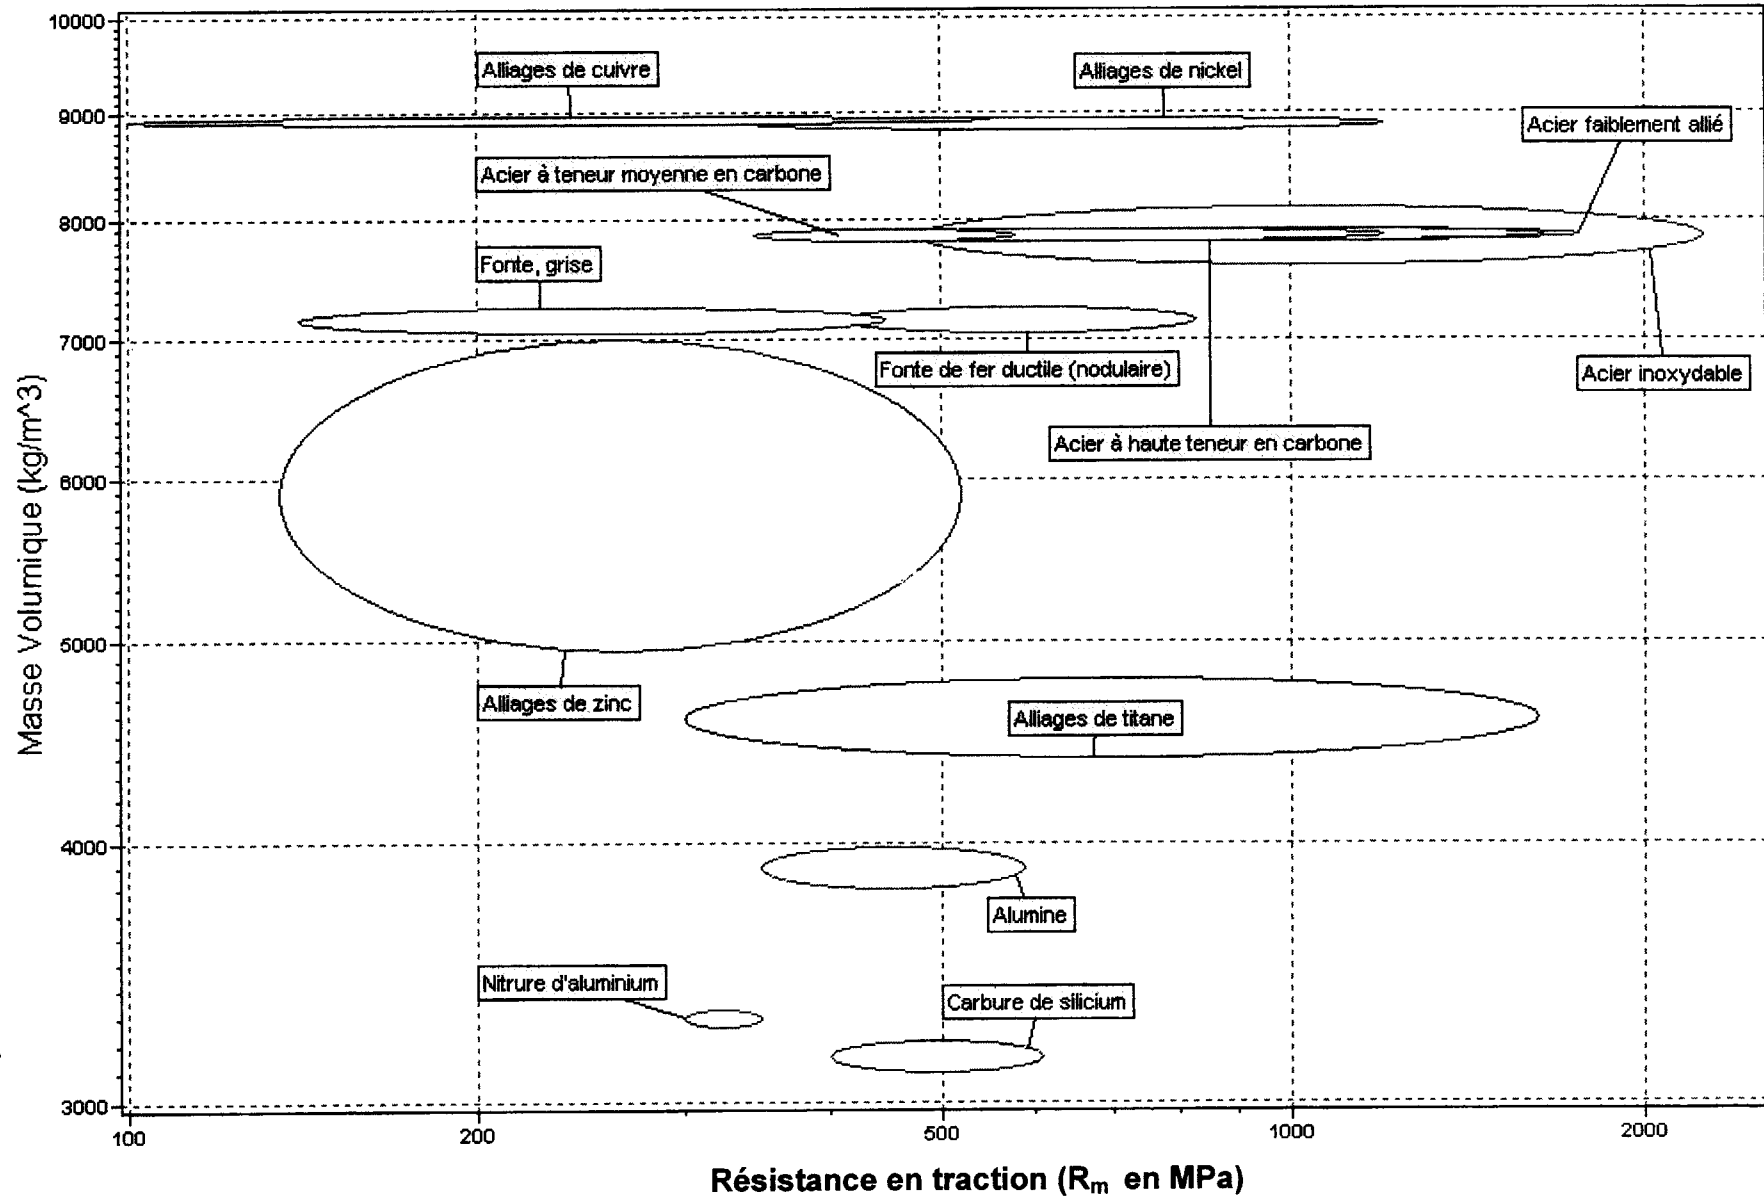 10000
Alliages de cuivre
Alliages de nickel
9000
Acier faiblement allié
Acier à teneur moyenne en carbone
8000
Fonte, grise
7000
Fonte de fer ductile (nodulaire)
Acier inoxydable
Acier à haute teneur en carbone
6000
Masse Volumique (kg/m^3)
5000
Alliages de zinc
Alliages de titane
4000
Alumine
Nitrure d'aluminium
Carbure de silicium
3000
100 200 500 1000 2000
Résistance en traction (Rm en MPa)